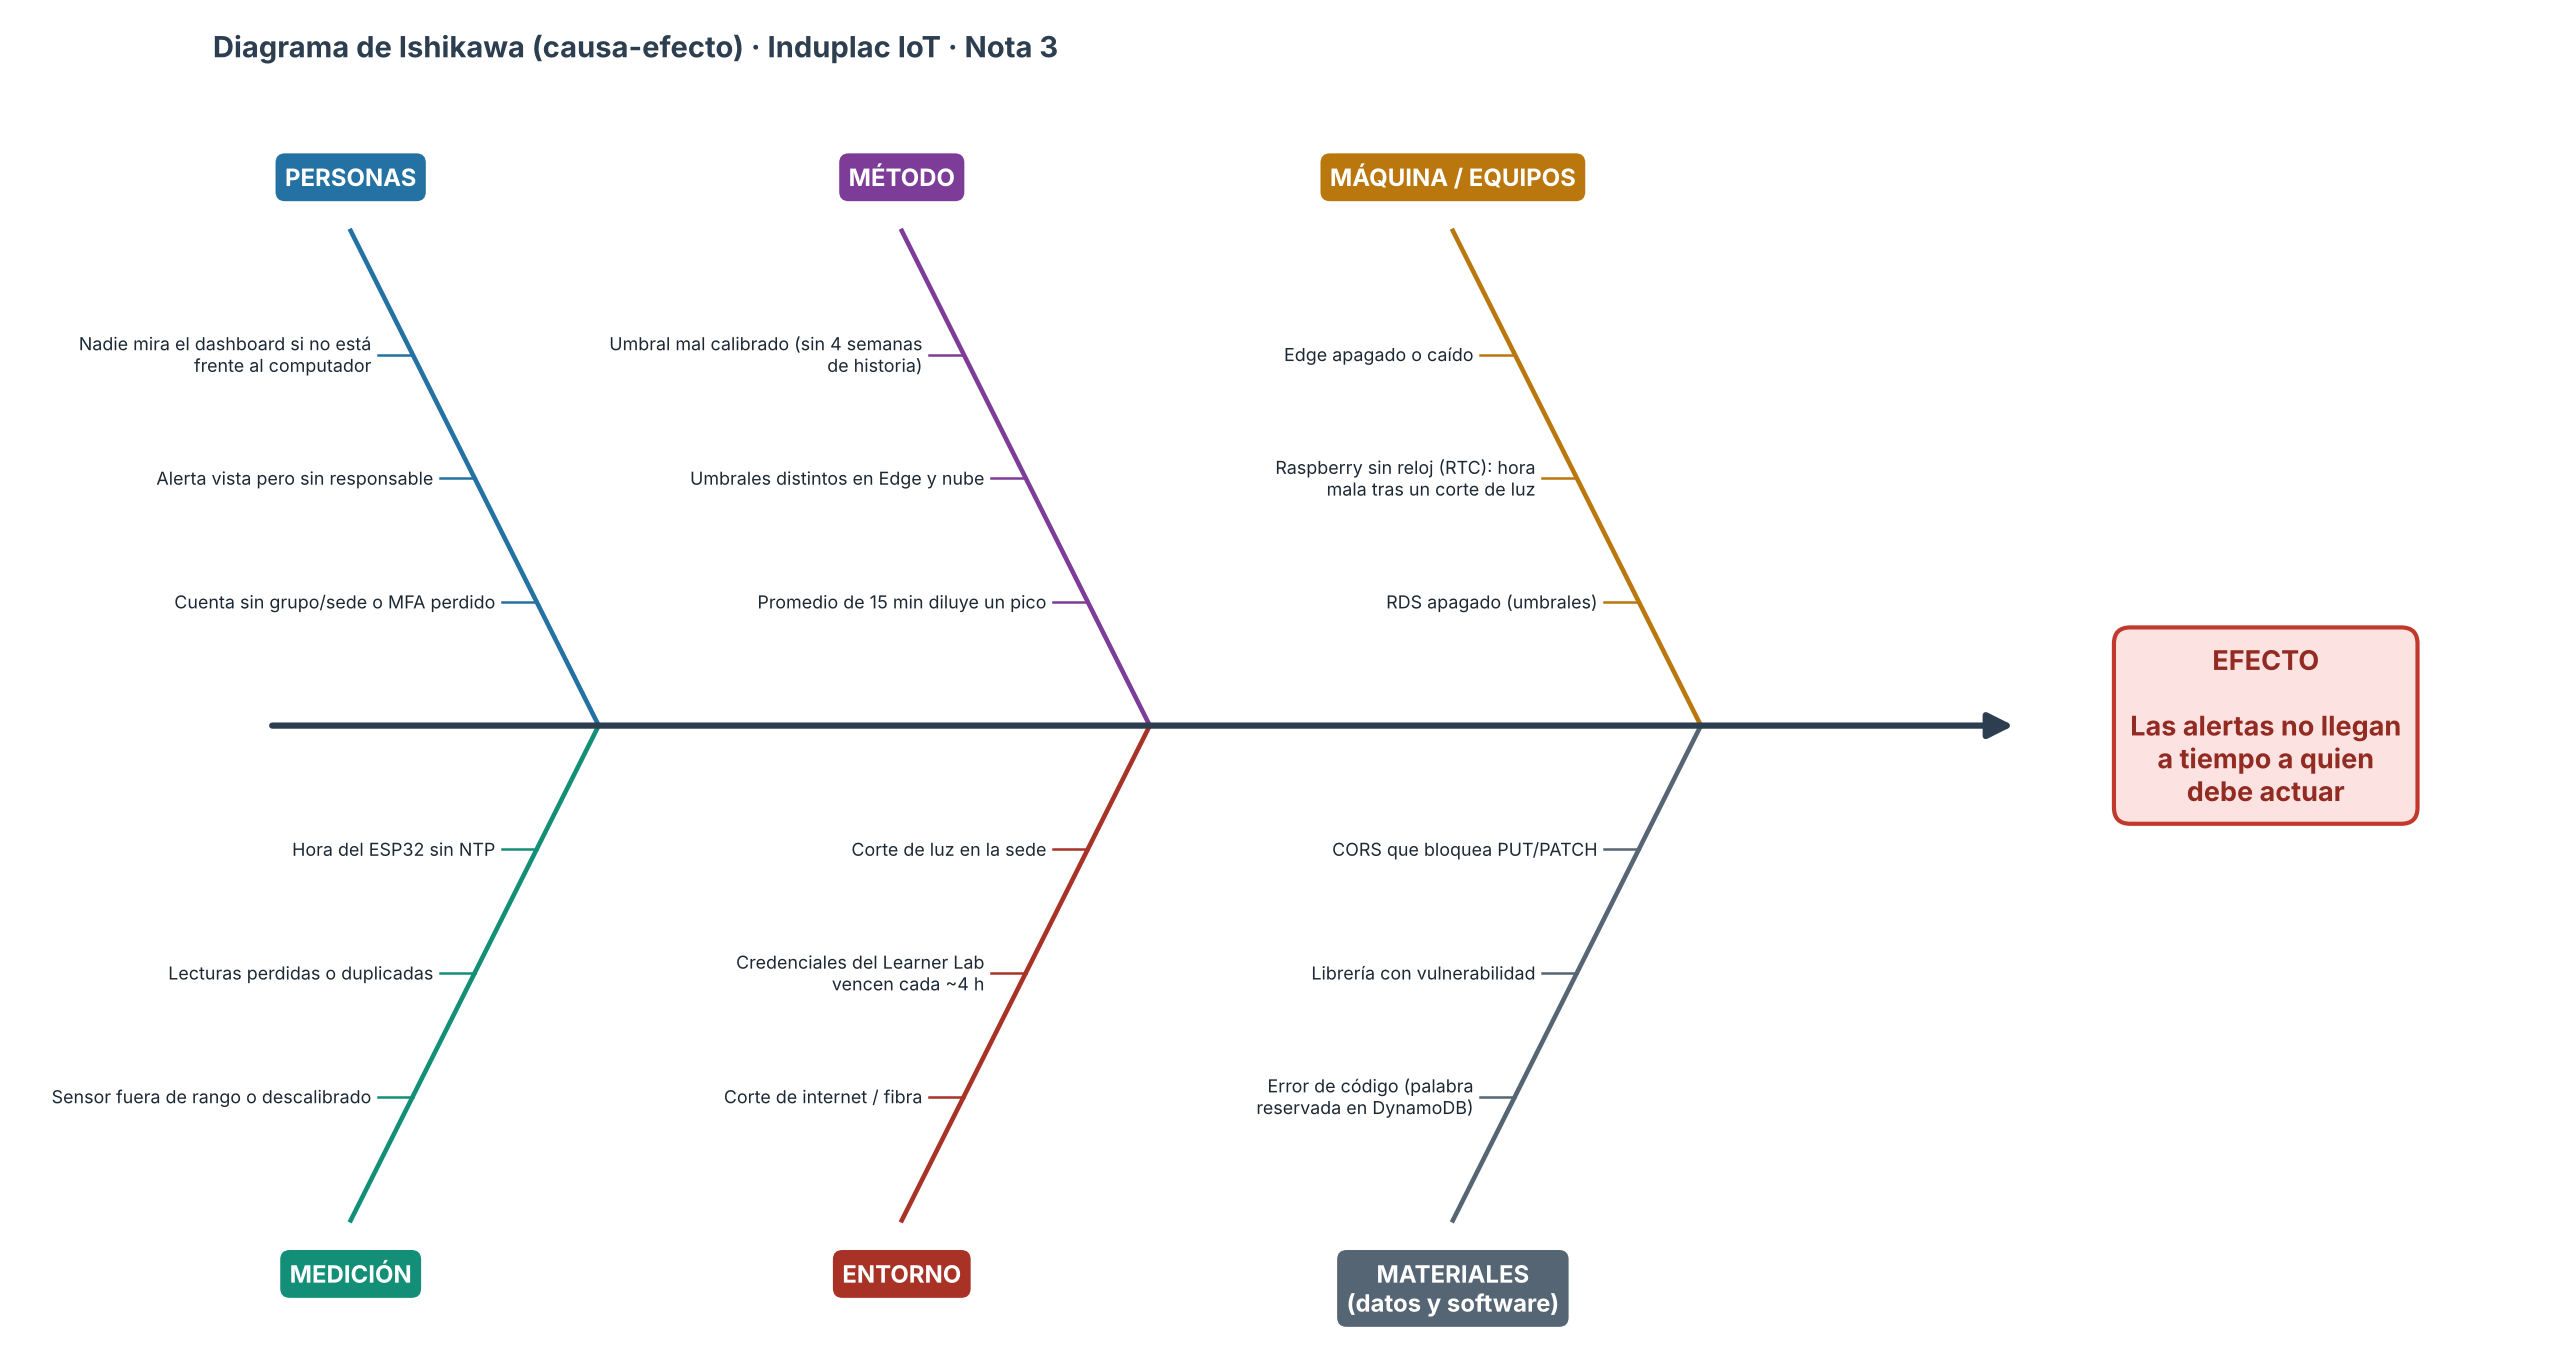 Diagrama de Ishikawa (causa-efecto) · Induplac IoT · Nota 3
PERSONAS
Nadie mira el dashboard si no está
frente al computador
Alerta vista pero sin responsable
Cuenta sin grupo/sede o MFA perdido
MÉTODO
Umbral mal calibrado (sin 4 semanas
de historia)
Umbrales distintos en Edge y nube
Promedio de 15 min diluye un pico
MÁQUINA / EQUIPOS
Edge apagado o caído
Raspberry sin reloj (RTC): hora
mala tras un corte de luz
RDS apagado (umbrales)
EFECTO
Las alertas no llegan
a tiempo a quien
debe actuar
Hora del ESP32 sin NTP
Lecturas perdidas o duplicadas
Sensor fuera de rango o descalibrado
MEDICIÓN
Corte de luz en la sede
Credenciales del Learner Lab
vencen cada ~4 h
Corte de internet / fibra
ENTORNO
CORS que bloquea PUT/PATCH
Librería con vulnerabilidad
Error de código (palabra
reservada en DynamoDB)
MATERIALES
(datos y software)